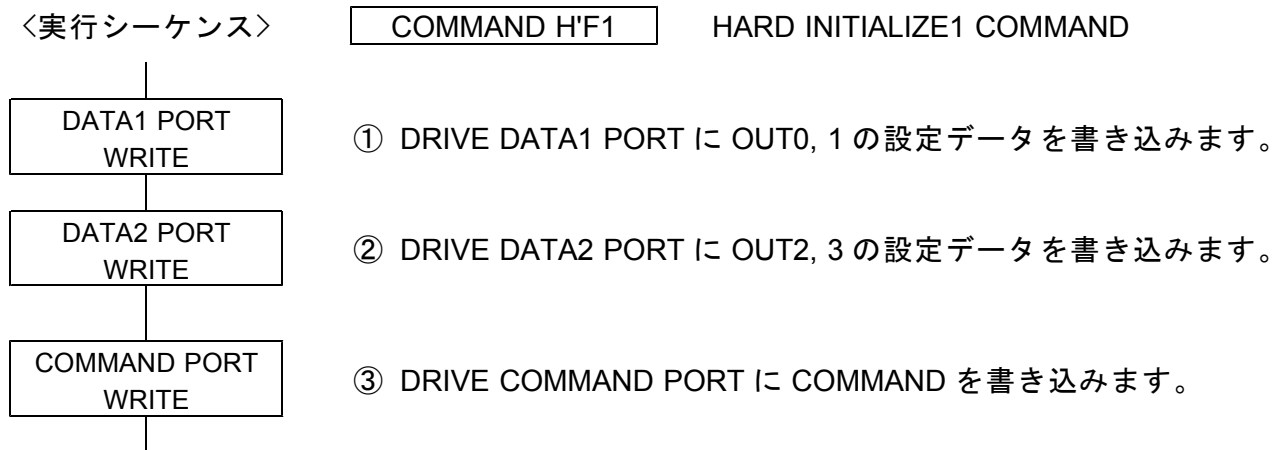 〈実行シーケンス〉 COMMAND H'F1 HARD INITIALIZE1 COMMAND
DATA1 PORT
WRITE
① DRIVE DATA1 PORT に OUT0, 1 の設定データを書き込みます。
DATA2 PORT
WRITE
② DRIVE DATA2 PORT に OUT2, 3 の設定データを書き込みます。
COMMAND PORT
WRITE
③ DRIVE COMMAND PORT に COMMAND を書き込みます。